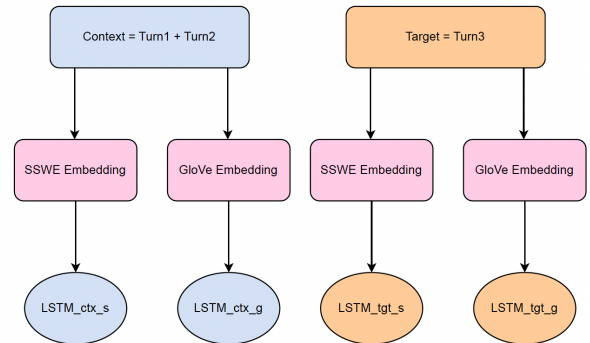 Context = Turn1 + Turn2
Target = Turn3
SSWE Embedding
GloVe Embedding
SSWE Embedding
GloVe Embedding
LSTM_ctx_s
LSTM_ctx_g
LSTM_tgt_s
LSTM_tgt_g